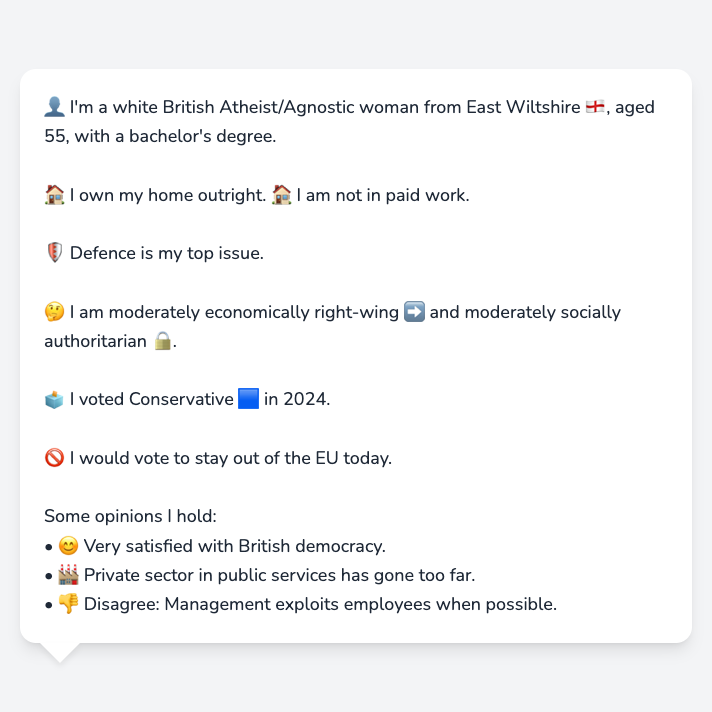 👤 I'm a white British Atheist/Agnostic woman from East Wiltshire 🏴󠁧󠁢󠁥󠁮󠁧󠁿, aged
55, with a bachelor's degree.
🏠 I own my home outright. 🏠 I am not in paid work.
🛡️ Defence is my top issue.
🤔 I am moderately economically right-wing ➡️ and moderately socially
authoritarian 🔒.
🗳️ I voted Conservative 🟦 in 2024.
🚫 I would vote to stay out of the EU today.
Some opinions I hold:
• 😊 Very satisfied with British democracy.
• 🏭 Private sector in public services has gone too far.
• 👎 Disagree: Management exploits employees when possible.